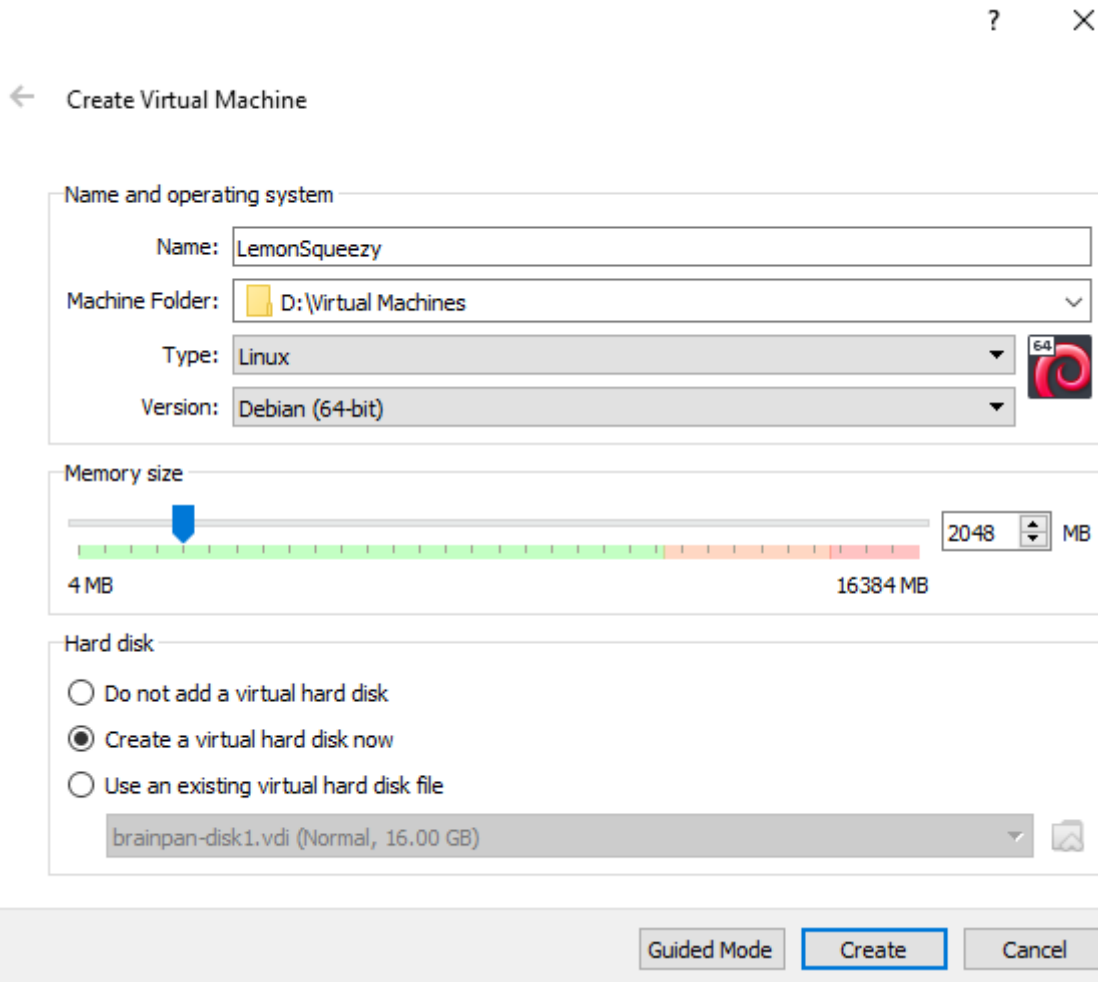 ?
Create Virtual Machine
Name and operating system
Name: LemonSqueezy
Machine Folder: D:\Virtual Machines
Type: Linux
64
Version: Debian (64-bit)
Memory size
2048 MB
4 MB 16384 MB
Hard disk
Do not add a virtual hard disk
Create a virtual hard disk now
Use an existing virtual hard disk file
brainpan-disk1.vdi (Normal, 16.00 GB)
Guided Mode Create Cancel